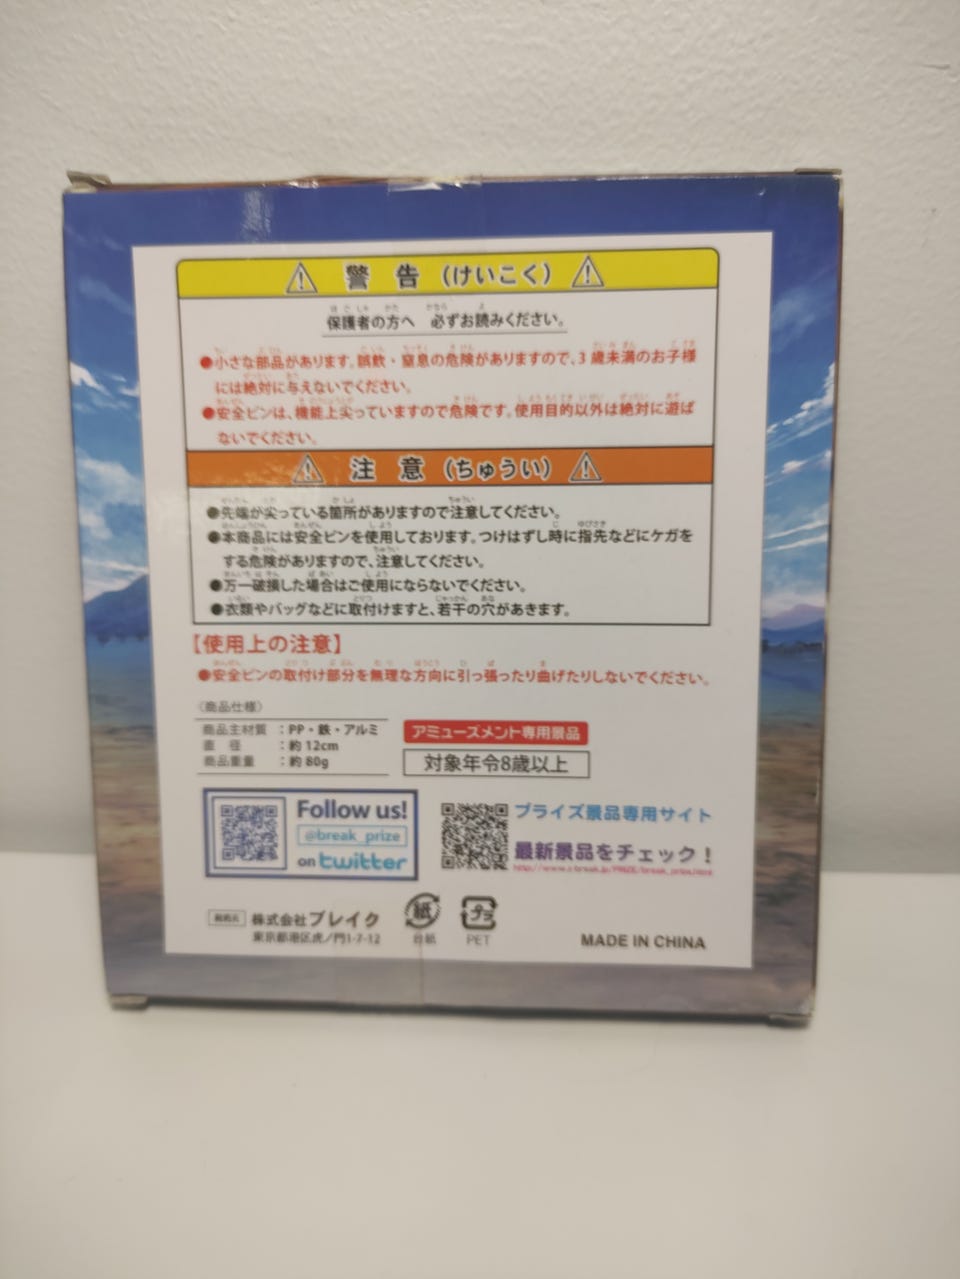 警告（けいこく）
保護者の方へ 必ずお読みください。
●小さな部品があります。誤飲・窒息の危険がありますので、3歳未満のお子様
には絶対に与えないでください。
●安全ピンは、機能上尖っていますので危険です。使用目的以外は絶対に遊ば
ないでください。
注意（ちゅうい）
●先端が尖っている箇所がありますので注意してください。
●本商品には安全ピンを使用しております。つけはずし時に指先などにケガを
する危険がありますので、注意してください。
●万一破損した場合はご使用にならないでください。
●衣類やバッグなどに取付けますと、若干の穴があきます。
【使用上の注意】
●安全ピンの取付け部分を無理な方向に引っ張ったり曲げたりしないでください。
〈商品仕様〉
商品主材質：PP・鉄・アルミ
直径：約12cm
商品重量：約80g
アミューズメント専用景品
対象年令8歳以上
Follow us!
@break_prize
on twitter
プライズ景品専用サイト
最新景品をチェック！
株式会社ブレイク
東京都港区虎ノ門1-7-12
紙
台紙
プラ
PET
MADE IN CHINA